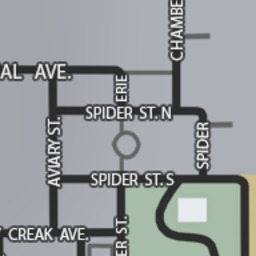 CHAMBE
AL AVE.
ERIE
SPIDER ST. N
AVIARY ST.
SPIDER
SPIDER ST. S
CREAK AVE.
ER ST.